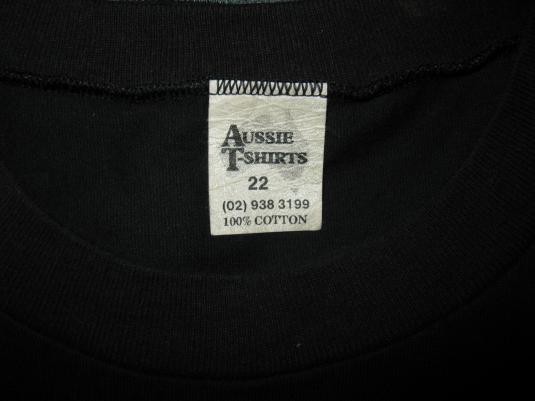 AUSSIE
T-SHIRTS
22
(02) 938 3199
100% COTTON